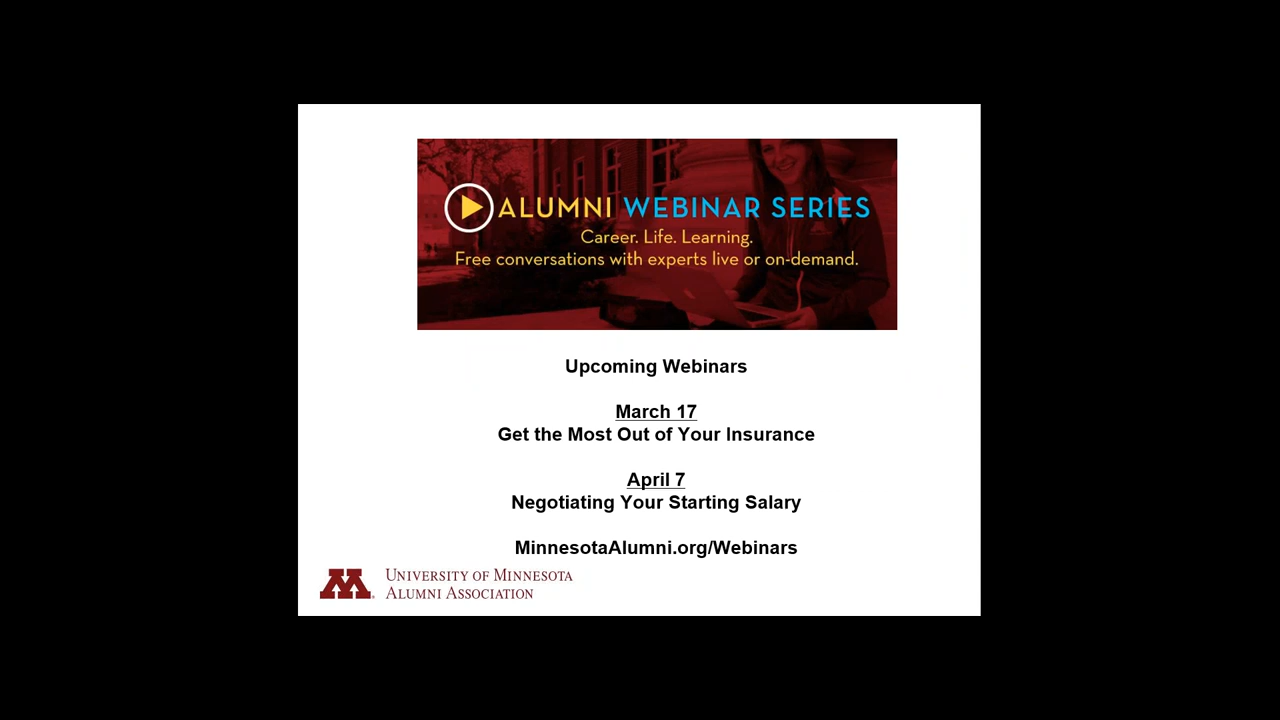 ALUMNI WEBINAR SERIES
Career. Life. Learning.
Free conversations with experts live or on-demand.
Upcoming Webinars
March 17
Get the Most Out of Your Insurance
April 7
Negotiating Your Starting Salary
MinnesotaAlumni.org/Webinars
M
UNIVERSITY OF MINNESOTA
ALUMNI ASSOCIATION